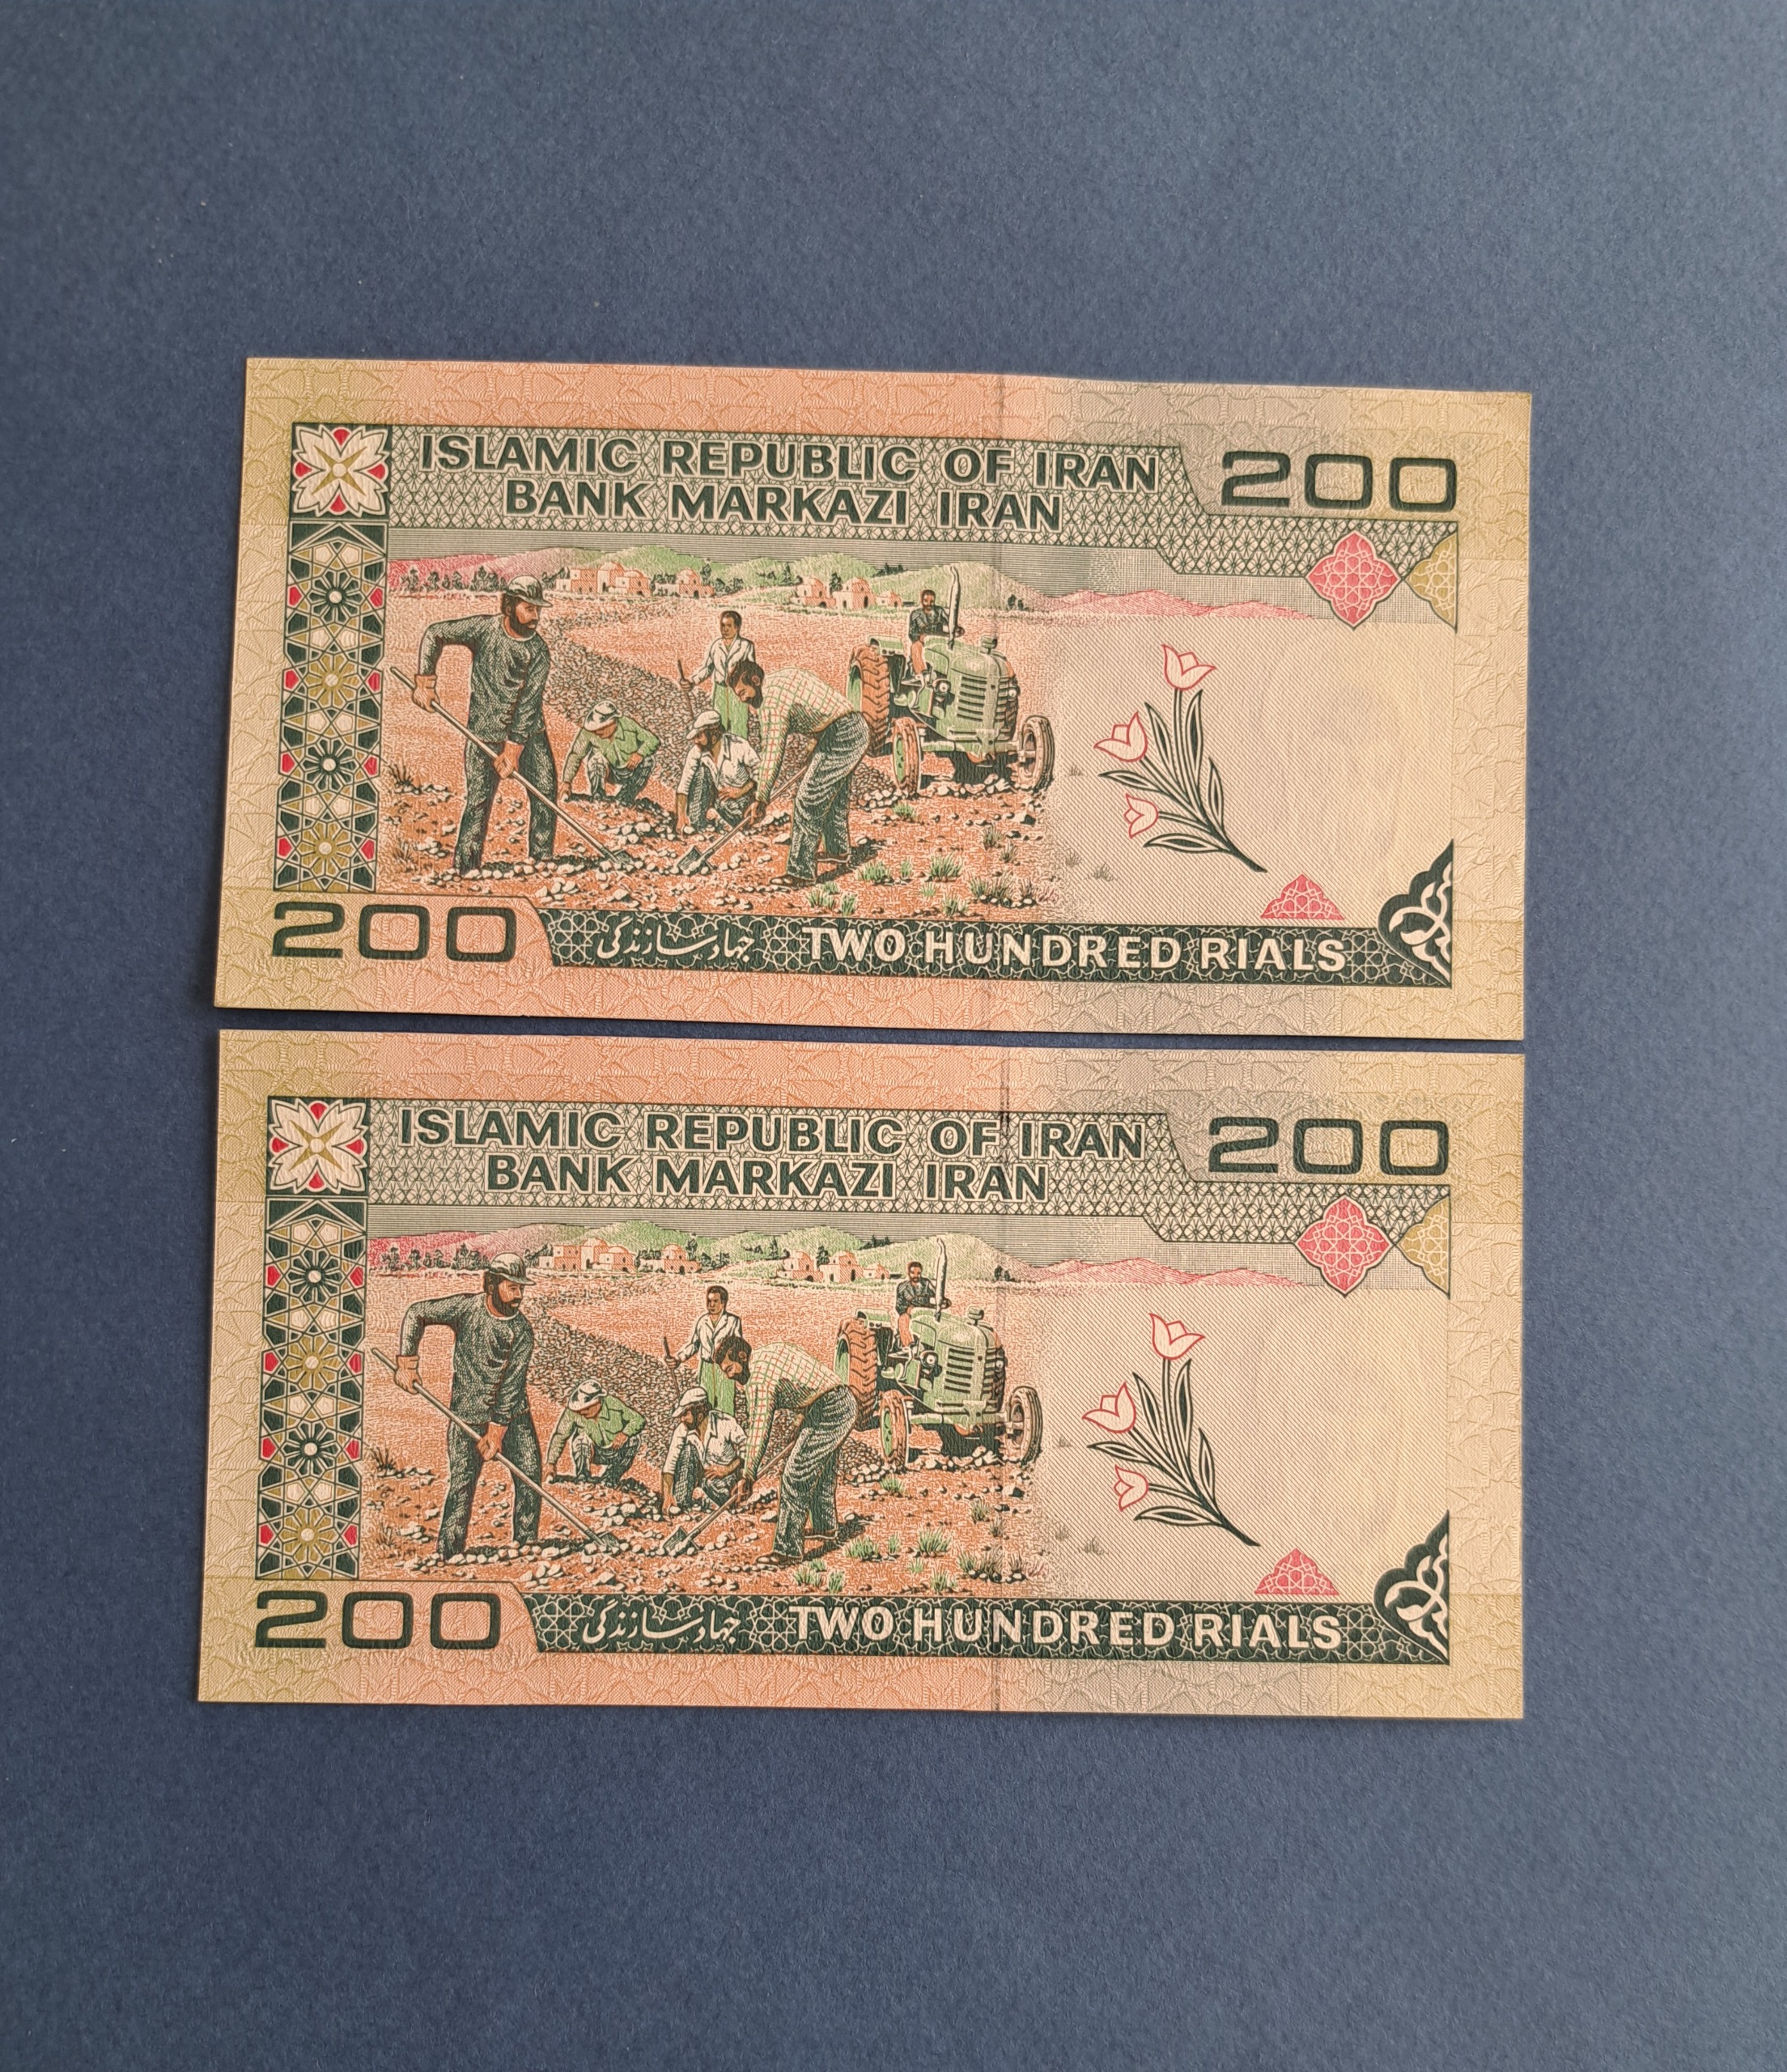 ISLAMIC REPUBLIC OF IRAN
BANK MARKAZI IRAN
200
200
جهاد سازندگی
TWO HUNDRED RIALS
ISLAMIC REPUBLIC OF IRAN
BANK MARKAZI IRAN
200
200
جهاد سازندگی
TWO HUNDRED RIALS